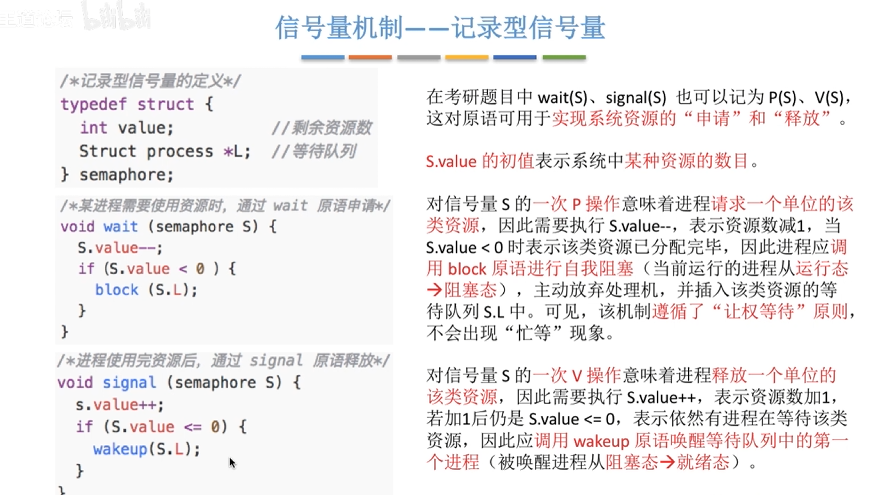 bilibili
信号量机制——记录型信号量
/*记录型信号量的定义*/
typedef struct {
int value; //剩余资源数
Struct process *L; //等待队列
} semaphore;
/*某进程需要使用资源时，通过 wait 原语申请*/
void wait (semaphore S) {
S.value--;
if (S.value < 0 ) {
block (S.L);
}
}
/*进程使用完资源后，通过 signal 原语释放*/
void signal (semaphore S) {
s.value++;
if (S.value <= 0) {
wakeup(S.L);
}
}
在考研题目中 wait(S)、signal(S) 也可以记为 P(S)、V(S)，
这对原语可用于实现系统资源的“申请”和“释放”。
S.value 的初值表示系统中某种资源的数目。
对信号量 S 的一次 P 操作意味着进程请求一个单位的该
类资源，因此需要执行 S.value--，表示资源数减1，当
S.value < 0 时表示该类资源已分配完毕，因此进程应调
用 block 原语进行自我阻塞（当前运行的进程从运行态
→阻塞态），主动放弃处理机，并插入该类资源的等
待队列 S.L 中。可见，该机制遵循了“让权等待”原则，
不会出现“忙等”现象。
对信号量 S 的一次 V 操作意味着进程释放一个单位的
该类资源，因此需要执行 S.value++，表示资源数加1，
若加1后仍是 S.value <= 0，表示依然有进程在等待该类
资源，因此应调用 wakeup 原语唤醒等待队列中的第一
个进程（被唤醒进程从阻塞态→就绪态）。